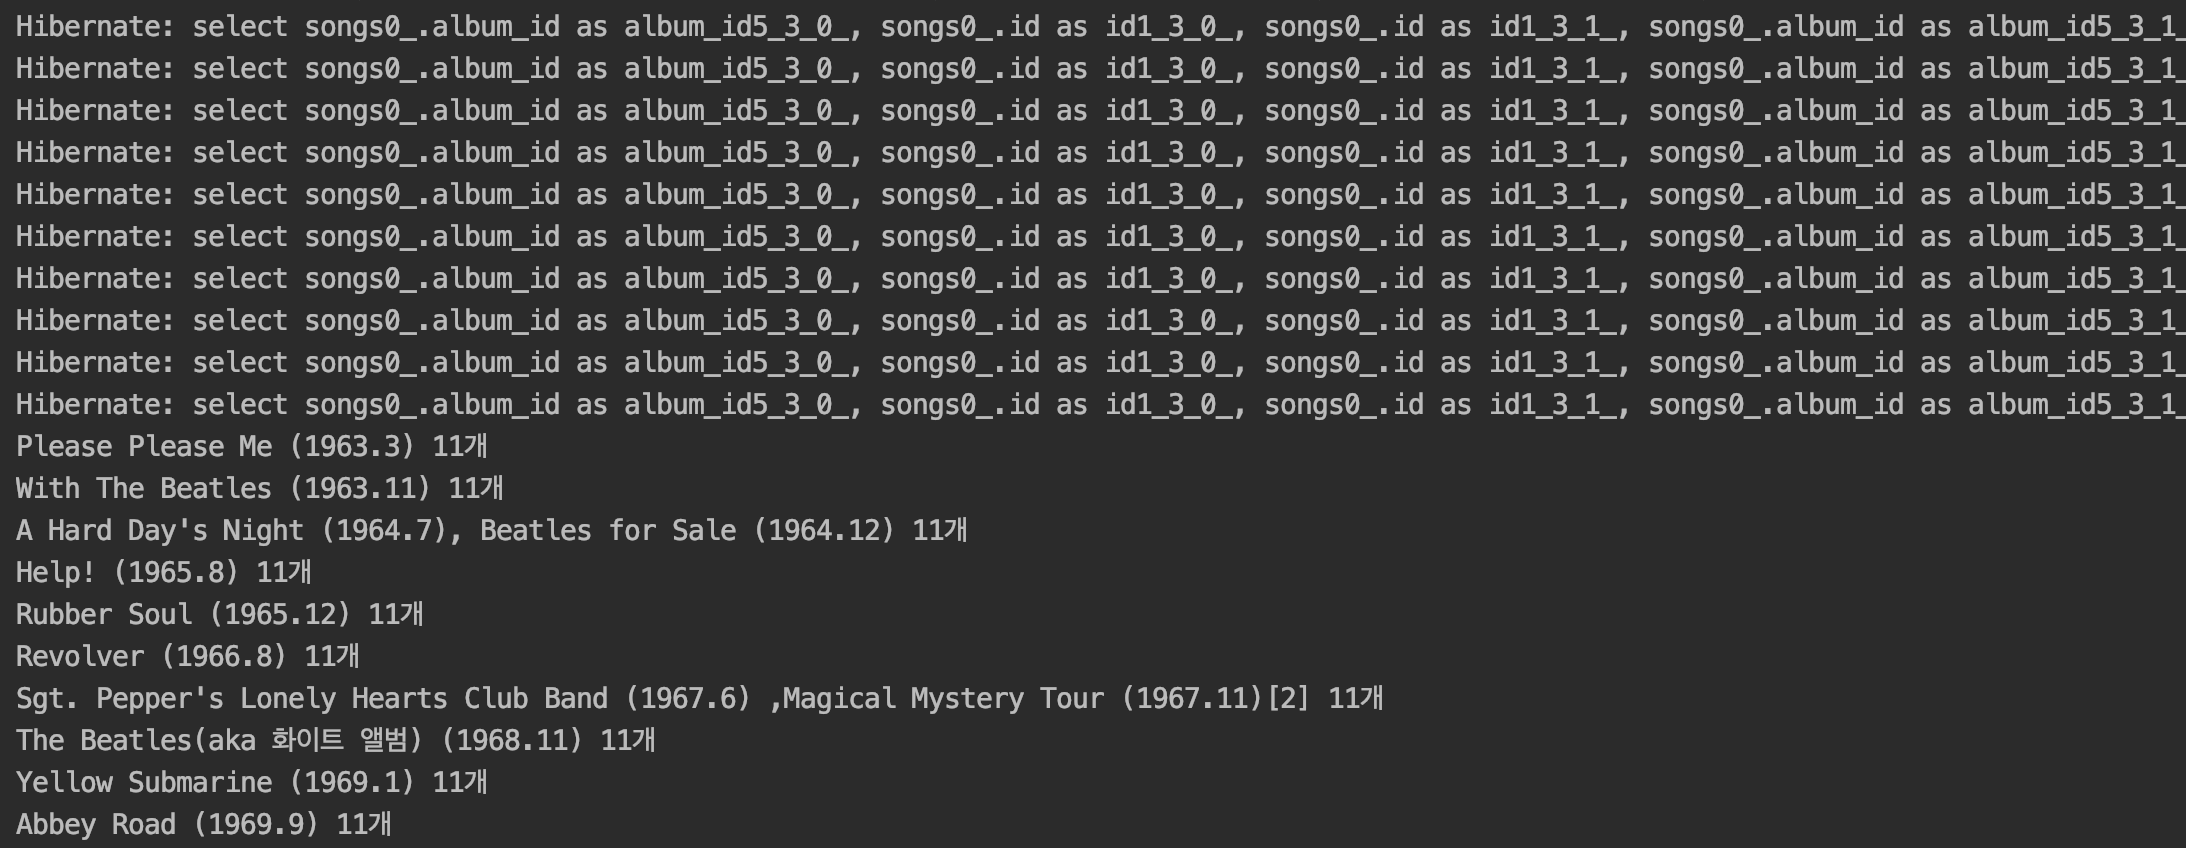 Hibernate: select songs0_.album_id as album_id5_3_0_, songs0_.id as id1_3_0_, songs0_.id as id1_3_1_, songs0_.album_id as album_id5_3_1_
Hibernate: select songs0_.album_id as album_id5_3_0_, songs0_.id as id1_3_0_, songs0_.id as id1_3_1_, songs0_.album_id as album_id5_3_1_
Hibernate: select songs0_.album_id as album_id5_3_0_, songs0_.id as id1_3_0_, songs0_.id as id1_3_1_, songs0_.album_id as album_id5_3_1_
Hibernate: select songs0_.album_id as album_id5_3_0_, songs0_.id as id1_3_0_, songs0_.id as id1_3_1_, songs0_.album_id as album_id5_3_1_
Hibernate: select songs0_.album_id as album_id5_3_0_, songs0_.id as id1_3_0_, songs0_.id as id1_3_1_, songs0_.album_id as album_id5_3_1_
Hibernate: select songs0_.album_id as album_id5_3_0_, songs0_.id as id1_3_0_, songs0_.id as id1_3_1_, songs0_.album_id as album_id5_3_1_
Hibernate: select songs0_.album_id as album_id5_3_0_, songs0_.id as id1_3_0_, songs0_.id as id1_3_1_, songs0_.album_id as album_id5_3_1_
Hibernate: select songs0_.album_id as album_id5_3_0_, songs0_.id as id1_3_0_, songs0_.id as id1_3_1_, songs0_.album_id as album_id5_3_1_
Hibernate: select songs0_.album_id as album_id5_3_0_, songs0_.id as id1_3_0_, songs0_.id as id1_3_1_, songs0_.album_id as album_id5_3_1_
Hibernate: select songs0_.album_id as album_id5_3_0_, songs0_.id as id1_3_0_, songs0_.id as id1_3_1_, songs0_.album_id as album_id5_3_1_
Please Please Me (1963.3) 11개
With The Beatles (1963.11) 11개
A Hard Day's Night (1964.7), Beatles for Sale (1964.12) 11개
Help! (1965.8) 11개
Rubber Soul (1965.12) 11개
Revolver (1966.8) 11개
Sgt. Pepper's Lonely Hearts Club Band (1967.6) ,Magical Mystery Tour (1967.11)[2] 11개
The Beatles(aka 화이트 앨범) (1968.11) 11개
Yellow Submarine (1969.1) 11개
Abbey Road (1969.9) 11개